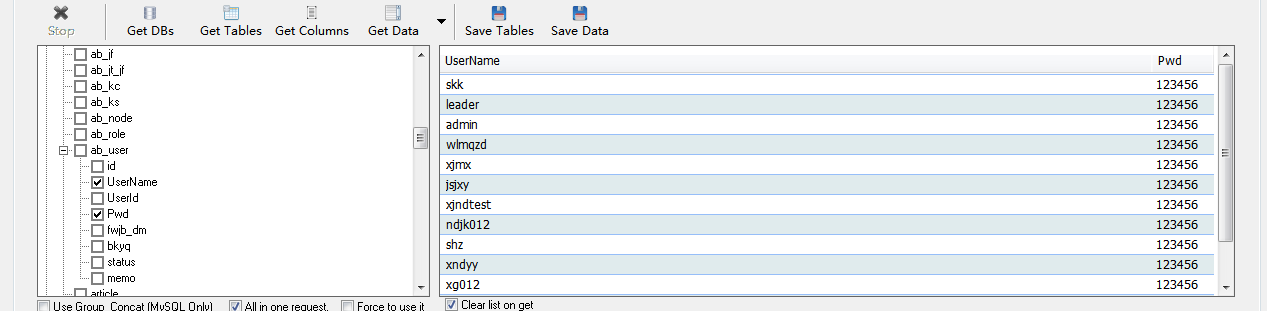 Stop Get DBs Get Tables Get Columns Get Data Save Tables Save Data
ab_jf
ab_jt_jf
ab_kc
ab_ks
ab_node
ab_role
ab_user
id
UserName
UserId
Pwd
fwjb_dm
bkyq
status
memo
article
Use Group_Concat (MySQL Only) All in one request. Force to use it
UserName Pwd
skk 123456
leader 123456
admin 123456
wlmqzd 123456
xjmx 123456
jsjxy 123456
xjndtest 123456
ndjk012 123456
shz 123456
xndyy 123456
xg012 123456
Clear list on get